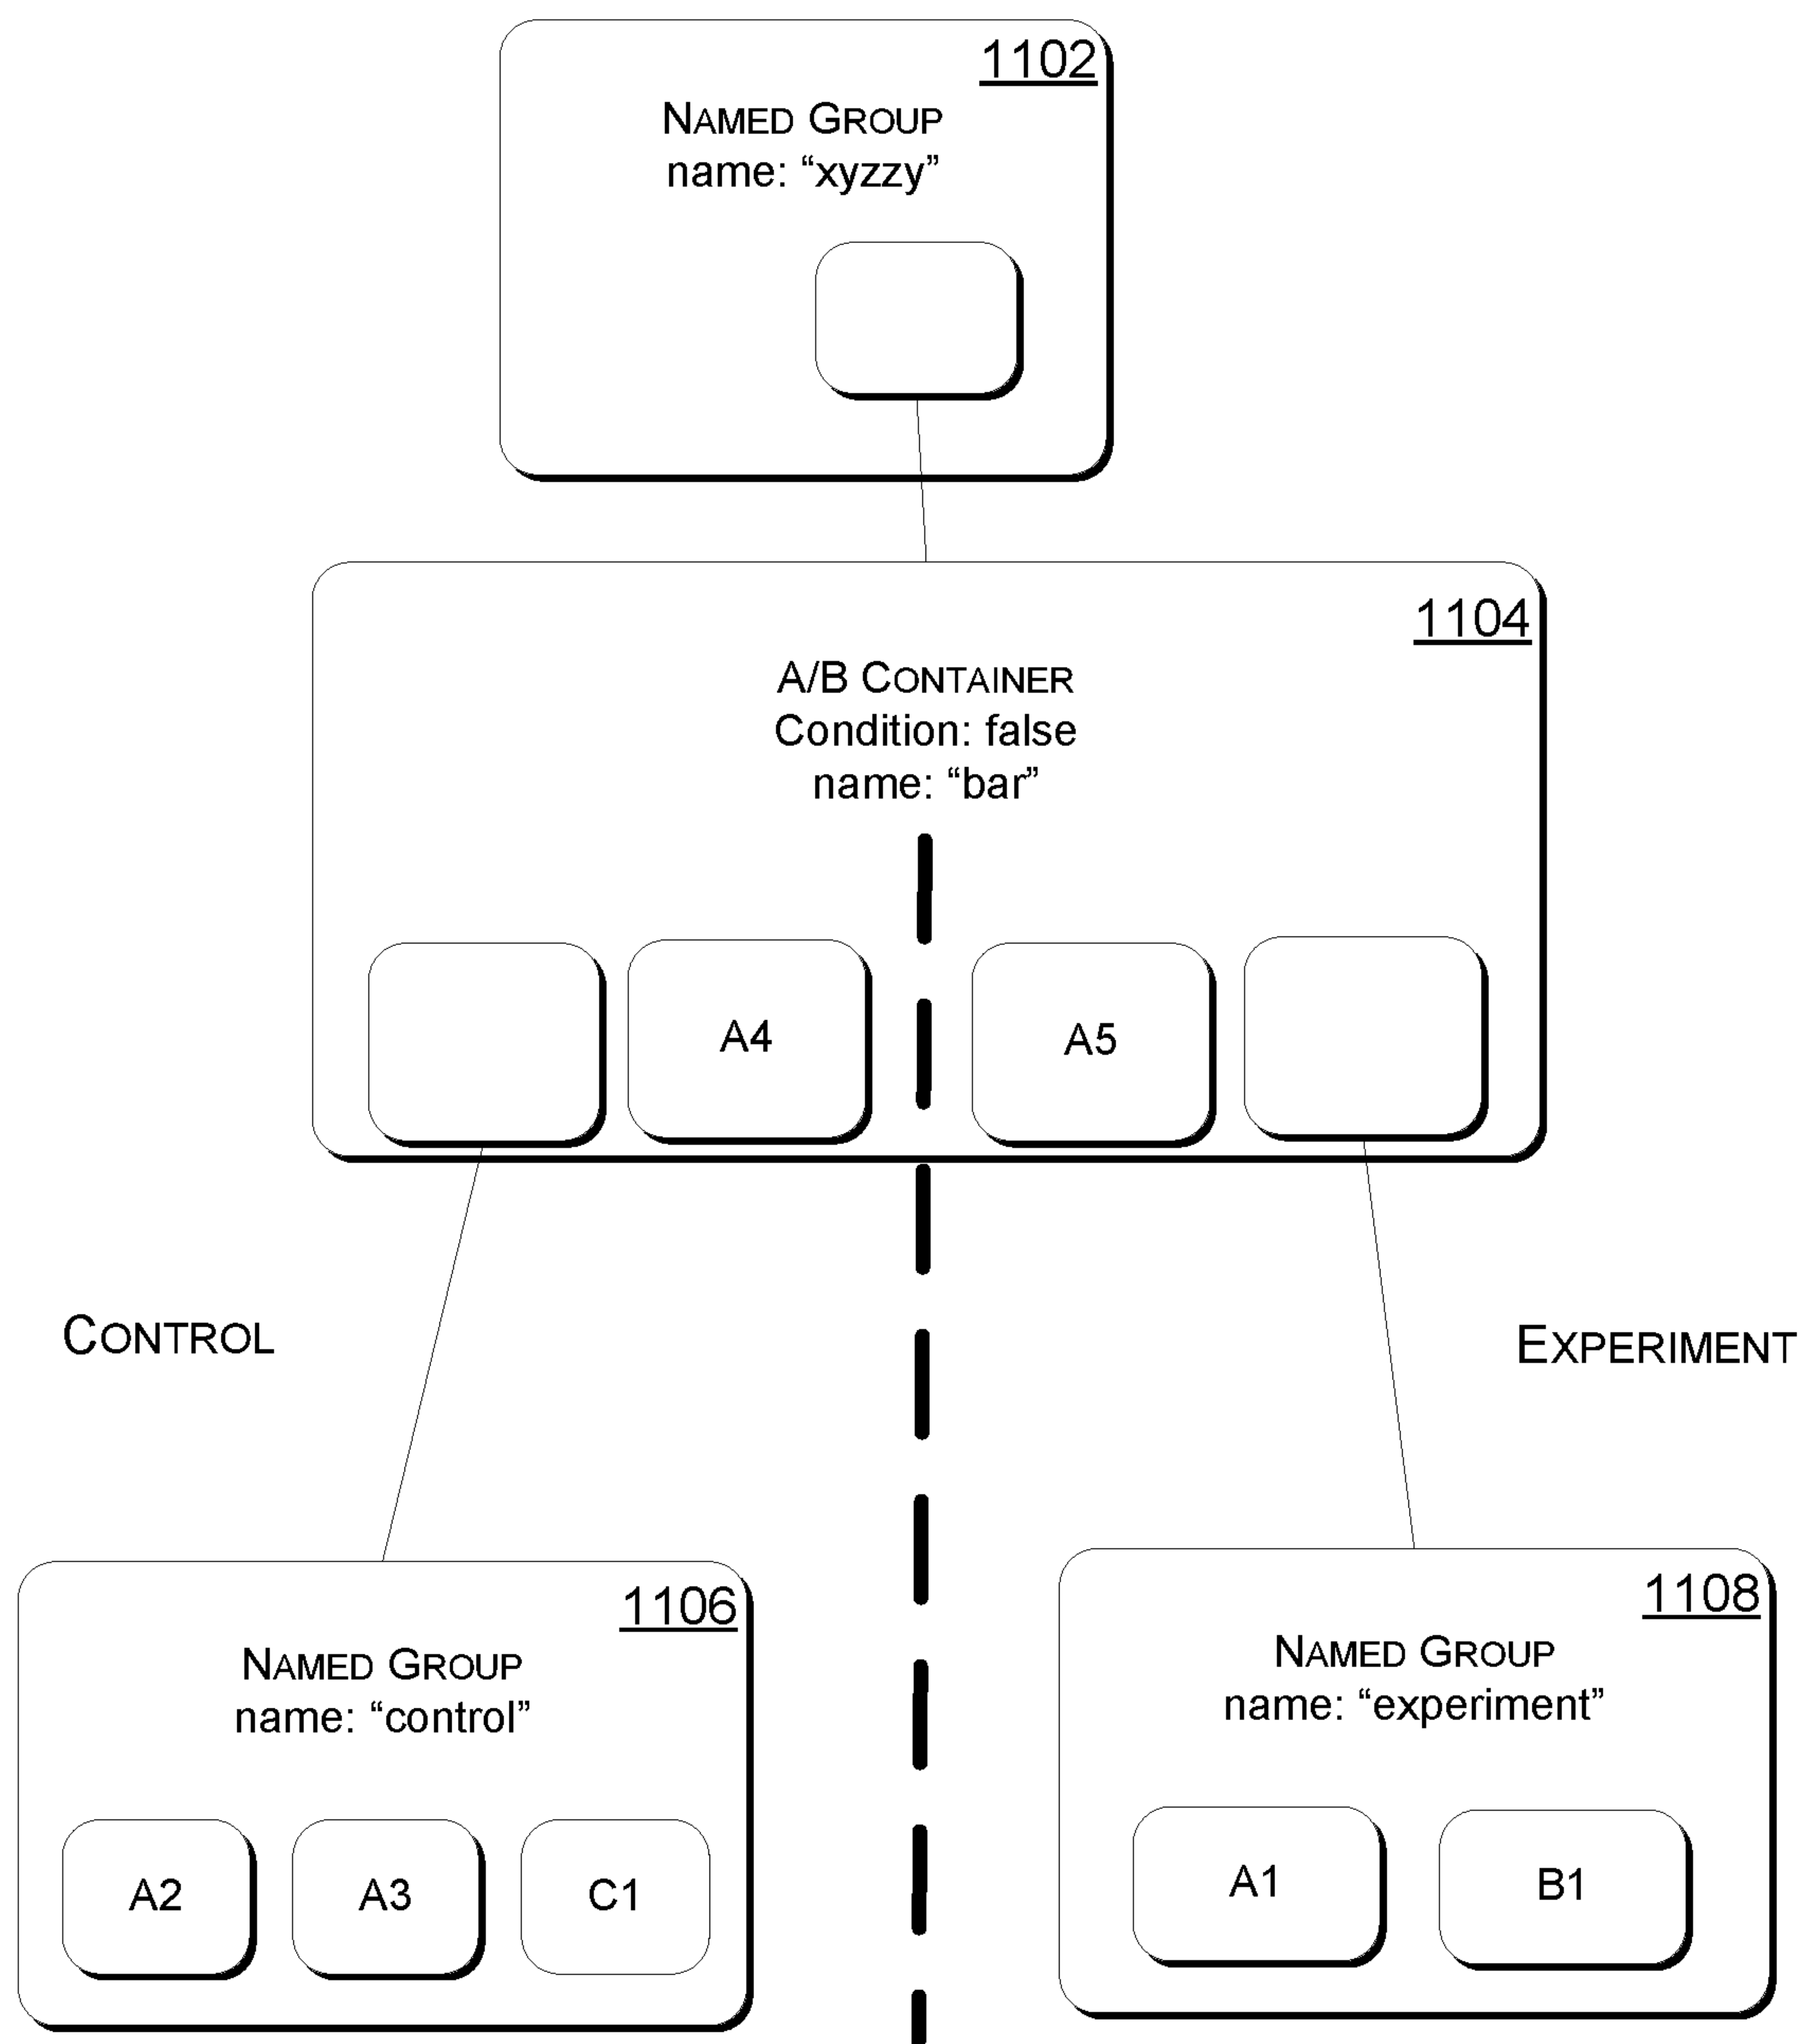 1102
NAMED GROUP
name: “xyzzy”
1104
A/B CONTAINER
Condition: false
name: “bar”
A4
A5
CONTROL
EXPERIMENT
1106
NAMED GROUP
name: “control”
A2
A3
C1
1108
NAMED GROUP
name: “experiment”
A1
B1